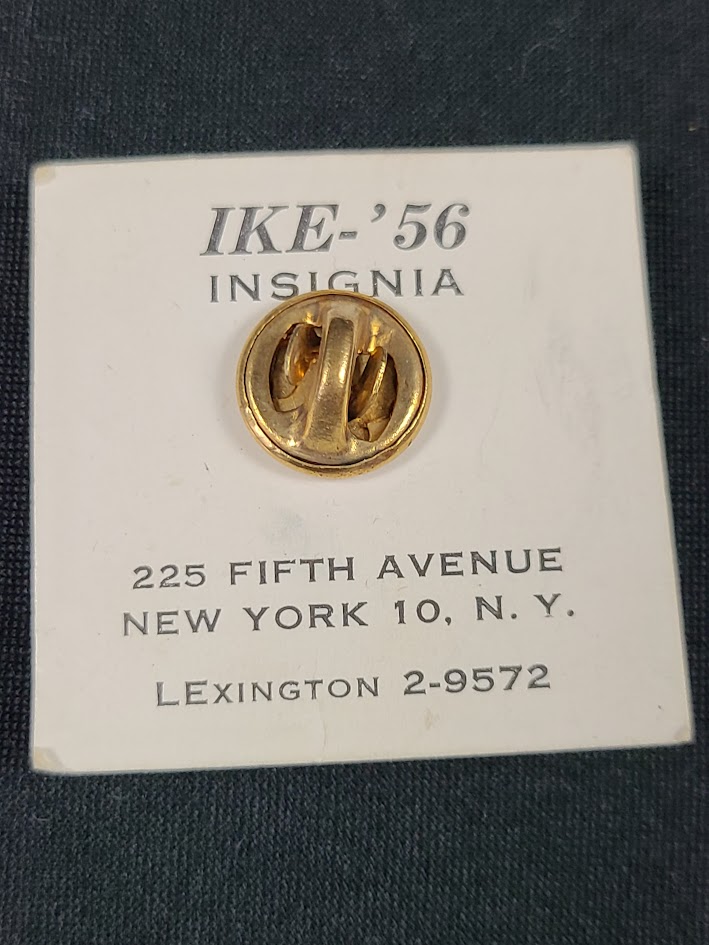 IKE-’56
INSIGNIA
225 FIFTH AVENUE
NEW YORK 10, N. Y.
LEXINGTON 2-9572